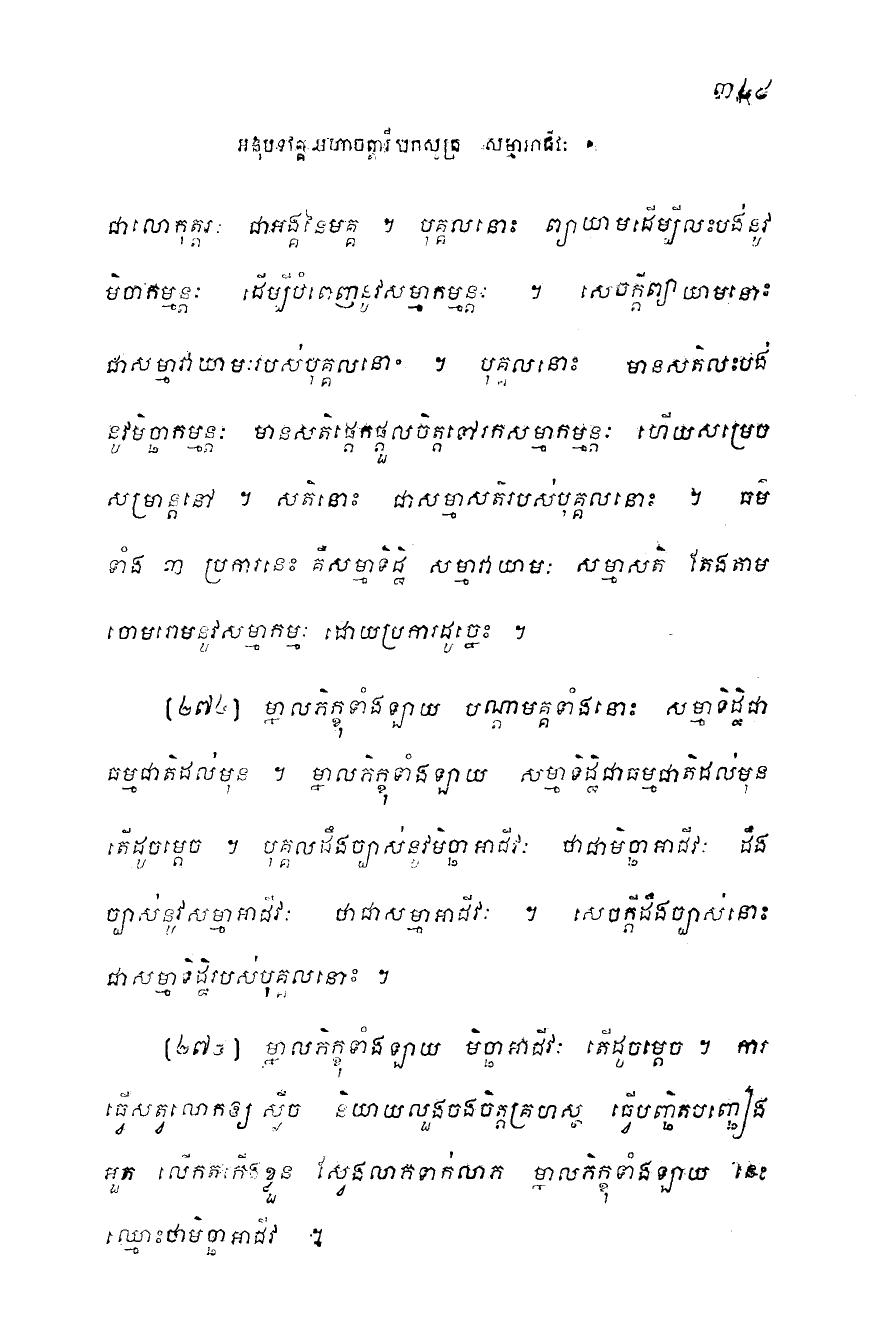 អនុបទវគ្គ មហាចត្តារីសកសូត្រ សម្មាអាជីវៈ
ជាលោកុត្តរៈ ជាអង្គនៃមគ្គ ។ បុគ្គលនោះ ព្យាយាមដើម្បីលះបង់នូវ
មិច្ឆាកម្មន្តៈ ដើម្បីបំពេញនូវសម្មាកម្មន្តៈ ។ សេចក្តីព្យាយាមនោះ
ជាសម្មាវាយាមៈរបស់បុគ្គលនោះ ។ បុគ្គលនោះ មានសតិលះបង់
នូវមិច្ឆាកម្មន្តៈ មានសតិផ្តេកផ្តួលចិត្តទៅរកសម្មាកម្មន្តៈ ហើយសម្រេច
សម្រាន្តនៅ ។ សតិនោះ ជាសម្មាសតិរបស់បុគ្គលនោះ ។ ធម៌
ទាំង ៣ ប្រការនេះ គឺសម្មាទិដ្ឋិ សម្មាវាយាមៈ សម្មាសតិ តែងតាម
ចោមរោមនូវសម្មាកម្មៈ ដោយប្រការដូច្នេះ ។
(២៧៤) ម្នាលភិក្ខុទាំងឡាយ បណ្តាមគ្គទាំងនោះ សម្មាទិដ្ឋិជា
ធម្មជាតិដល់មុន ។ ម្នាលភិក្ខុទាំងឡាយ សម្មាទិដ្ឋិជាធម្មជាតិដល់មុន
តើដូចម្តេច ។ បុគ្គលដឹងច្បាស់នូវមិច្ឆាអាជីវៈ ថាជាមិច្ឆាអាជីវៈ ដឹង
ច្បាស់នូវសម្មាអាជីវៈ ថាជាសម្មាអាជីវៈ ។ សេចក្តីដឹងច្បាស់នោះ
ជាសម្មាទិដ្ឋិរបស់បុគ្គលនោះ ។
(២៧៥) ម្នាលភិក្ខុទាំងឡាយ មិច្ឆាអាជីវៈ តើដូចម្តេច ។ ការ
ធ្វើសត្វលោកឲ្យ ស្ញើច និយាយលួងចងចិត្តគ្រហស្ថ ធ្វើបញ្ឆិតបញ្ឆៀង
អួត លើកតម្កើងខ្លួន ស្វែងលាភទាក់លាភ ម្នាលភិក្ខុទាំងឡាយ នេះ
ឈ្មោះថាមិច្ឆាអាជីវៈ ។